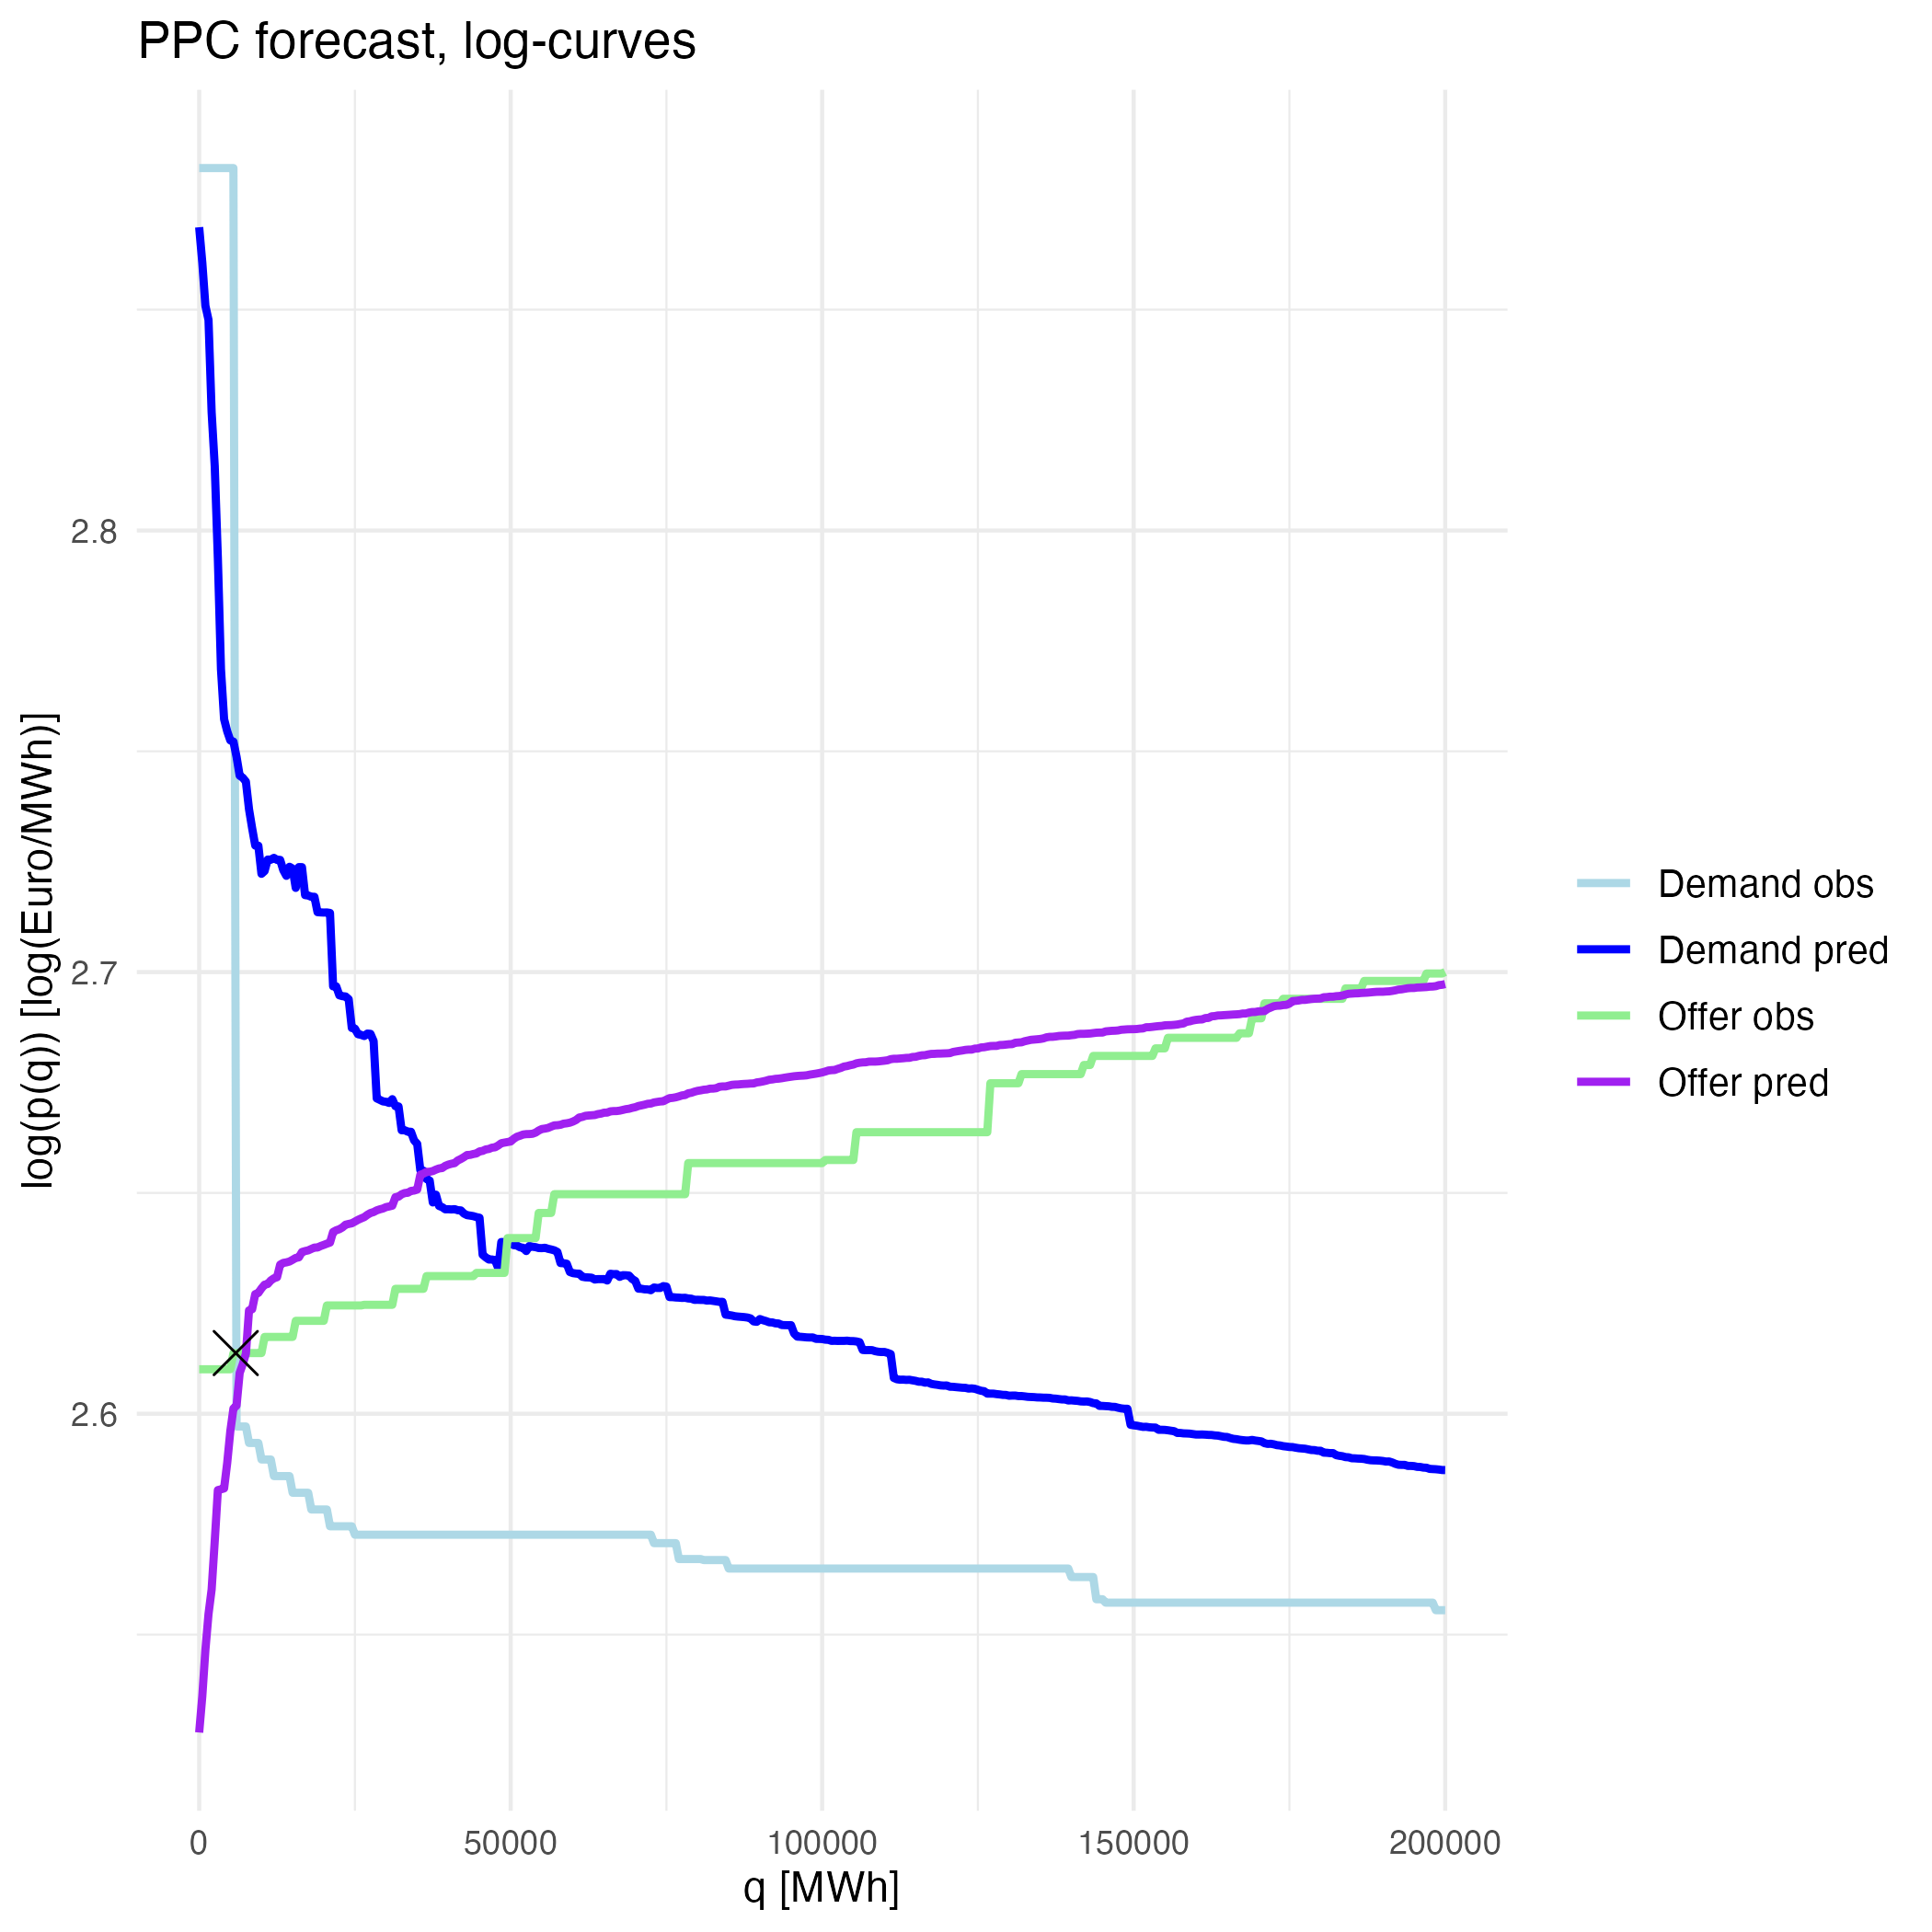 PPC forecast, log-curves
log(p(q)) [log(Euro/MWh)]
2.8
2.7
2.6
0
50000
100000
150000
200000
q [MWh]
Demand obs
Demand pred
Offer obs
Offer pred